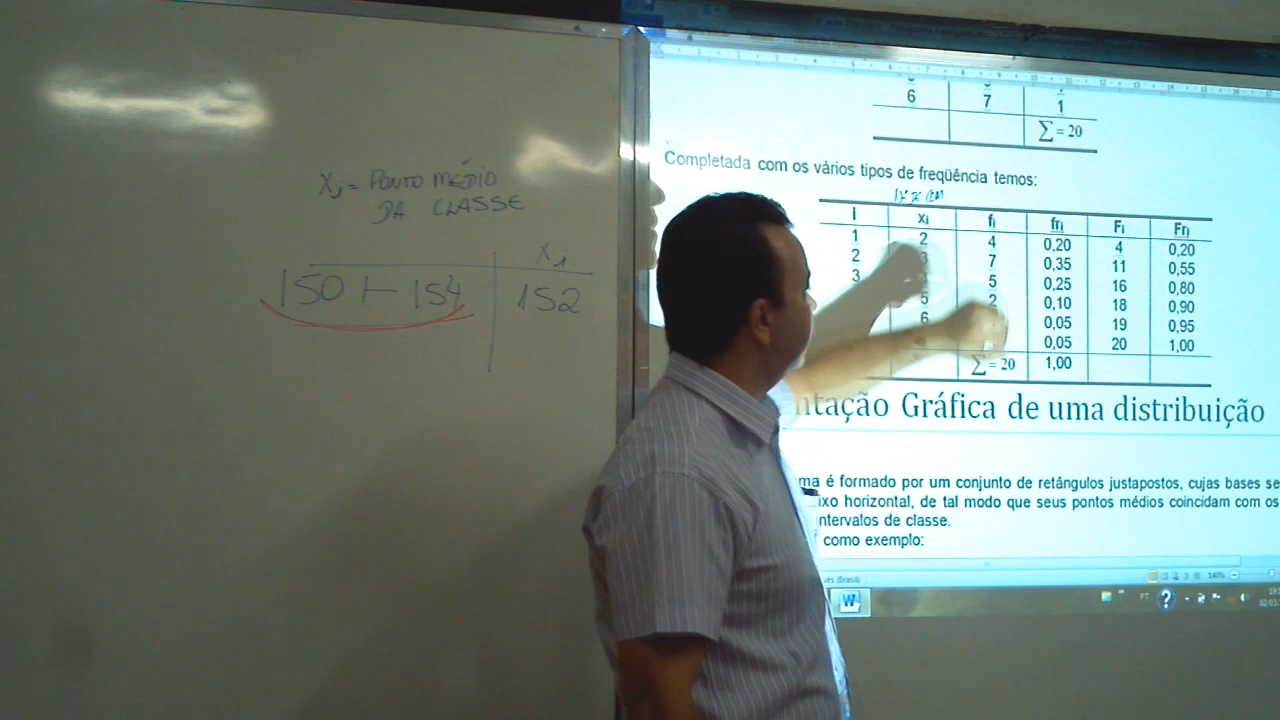 Xi = PONTO MÉDIO
DA CLASSE
Xi
150 ⊢ 154 152
6 7 1
∑ = 20
Completada com os vários tipos de freqüência temos:
I xi fi fri Fi Fri
1 2 4 0,20 4 0,20
2 3 7 0,35 11 0,55
3 5 0,25 16 0,80
5 2 0,10 18 0,90
6 0,05 19 0,95
0,05 20 1,00
∑ = 20 1,00
ntação Gráfica de uma distribuição
ma é formado por um conjunto de retângulos justapostos, cujas bases se
ixo horizontal, de tal modo que seus pontos médios coincidam com os
intervalos de classe.
como exemplo:
(Brasil)
140%
W
PT
?